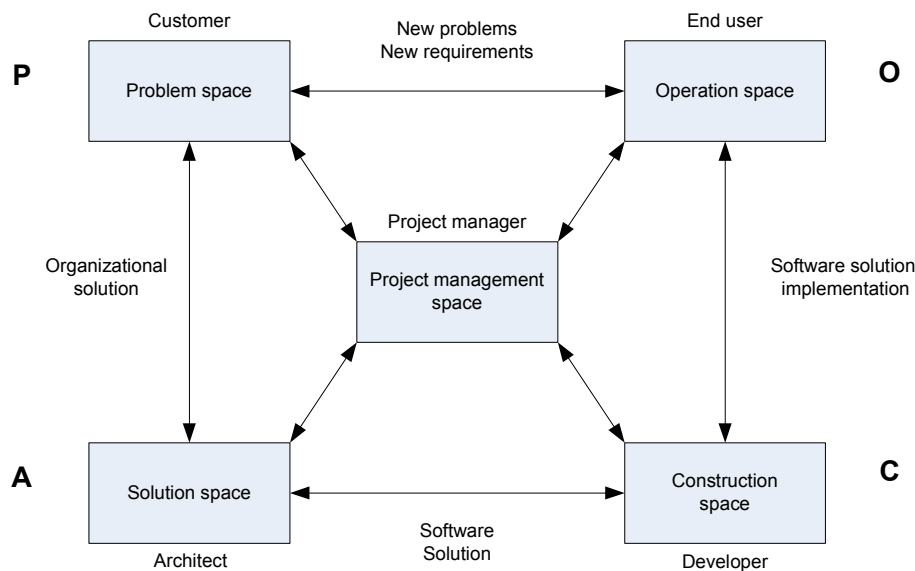 Customer
New problems
New requirements
End user
P
Problem space
Operation space
O
Project manager
Organizational
solution
Project management
space
Software solution
implementation
A
Solution space
Construction
space
C
Software
Solution
Architect
Developer